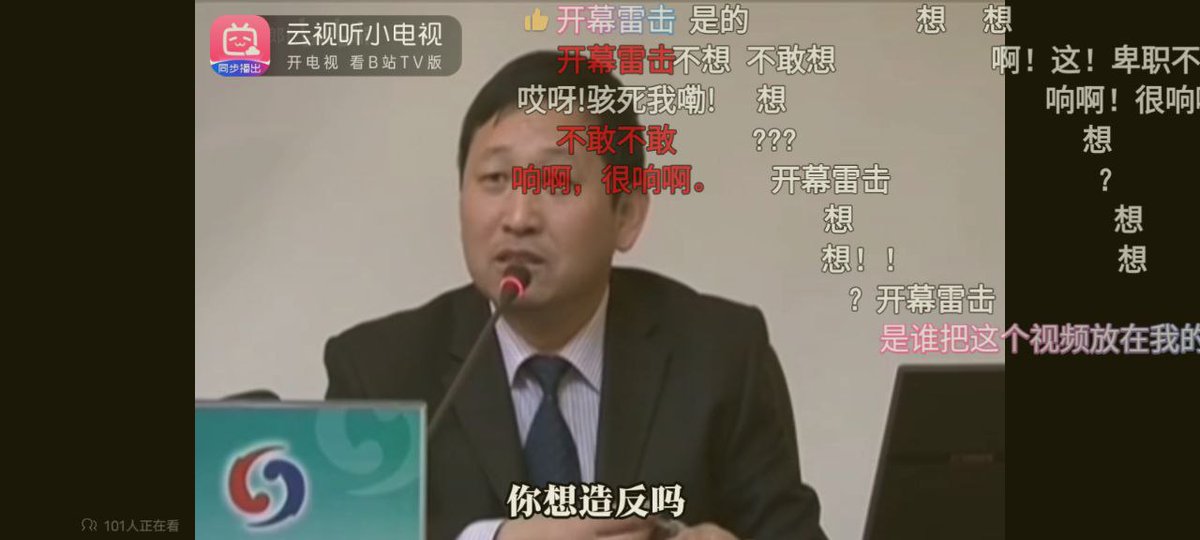 云视听小电视
开电视 看B站TV版
同步播出
开幕雷击 是的 想 想
开幕雷击不想 不敢想 啊！这！卑职不
哎呀!骇死我嘞! 想 响啊！很响
不敢不敢 ??? 想
响啊，很响啊。 开幕雷击 ？
想 想
想！！ 想
？开幕雷击
是谁把这个视频放在我的
你想造反吗
101人正在看